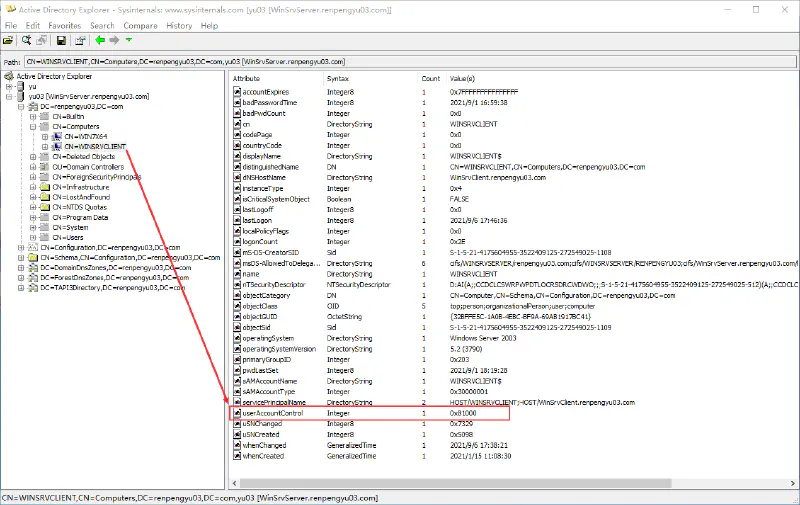 Active Directory Explorer - Sysinternals: www.sysinternals.com [yu03 [WinSrvServer.renpengyu03.com]]
File Edit Favorites Search Compare History Help
Path: CN=WINSRVCLIENT,CN=Computers,DC=renpengyu03,DC=com,yu03 [WinSrvServer.renpengyu03.com]
Active Directory Explorer
yu
yu03 [WinSrvServer.renpengyu03.com]
DC=renpengyu03,DC=com
CN=Builtin
CN=Computers
CN=WIN7X64
CN=WINSRVCLIENT
CN=Deleted Objects
OU=Domain Controllers
CN=ForeignSecurityPrincipals
CN=Infrastructure
CN=LostAndFound
CN=NTDS Quotas
CN=Program Data
CN=System
CN=Users
CN=Configuration,DC=renpengyu03,DC=com
CN=Schema,CN=Configuration,DC=renpengyu03,DC=com
DC=DomainDnsZones,DC=renpengyu03,DC=com
DC=ForestDnsZones,DC=renpengyu03,DC=com
DC=TAPI3Directory,DC=renpengyu03,DC=com
Attribute Syntax Count Value(s)
accountExpires Integer8 1 0x7FFFFFFFFFFFFFFF
badPasswordTime Integer8 1 2021/9/1 16:59:38
badPwdCount Integer 1 0x0
cn DirectoryString 1 WINSRVCLIENT
codePage Integer 1 0x0
countryCode Integer 1 0x0
displayName DirectoryString 1 WINSRVCLIENT$
distinguishedName DN 1 CN=WINSRVCLIENT,CN=Computers,DC=renpengyu03,DC=com
dNSHostName DirectoryString 1 WinSrvClient.renpengyu03.com
instanceType Integer 1 0x4
isCriticalSystemObject Boolean 1 FALSE
lastLogoff Integer8 1 0x0
lastLogon Integer8 1 2021/9/6 17:46:36
localPolicyFlags Integer 1 0x0
logonCount Integer 1 0x2E
mS-DS-CreatorSID Sid 1 S-1-5-21-4175604955-3522409125-272549025-1108
msDS-AllowedToDelega... DirectoryString 6 cifs/WINSRVSERVER.renpengyu03.com;cifs/WINSRVSERVER/RENPENGYU03;cifs/WinSrvServer.renpengyu03.com/
name DirectoryString 1 WINSRVCLIENT
nTSecurityDescriptor NTSecurityDescriptor 1 D:AI(A;;CCDCLCSWRPWPDTLOCRSDRCWDWO;;;S-1-5-21-4175604955-3522409125-272549025-512)(A;;CCDCLC
objectCategory DN 1 CN=Computer,CN=Schema,CN=Configuration,DC=renpengyu03,DC=com
objectClass OID 5 top;person;organizationalPerson;user;computer
objectGUID OctetString 1
objectSid Sid 1 S-1-5-21-4175604955-3522409125-272549025-1109
operatingSystem DirectoryString 1 Windows Server 2003
operatingSystemVersion DirectoryString 1 5.2 (3790)
primaryGroupID Integer 1 0x203
pwdLastSet Integer8 1 2021/9/1 18:19:28
sAMAccountName DirectoryString 1 WINSRVCLIENT$
sAMAccountType Integer 1 0x30000001
servicePrincipalName DirectoryString 2 HOST/WINSRVCLIENT;HOST/WinSrvClient.renpengyu03.com
userAccountControl Integer 1 0x81000
uSNChanged Integer8 1 0x7329
uSNCreated Integer8 1 0x5098
whenChanged GeneralizedTime 1 2021/9/6 17:38:21
whenCreated GeneralizedTime 1 2021/1/15 11:08:30
CN=WINSRVCLIENT,CN=Computers,DC=renpengyu03,DC=com,yu03 [WinSrvServer.renpengyu03.com]